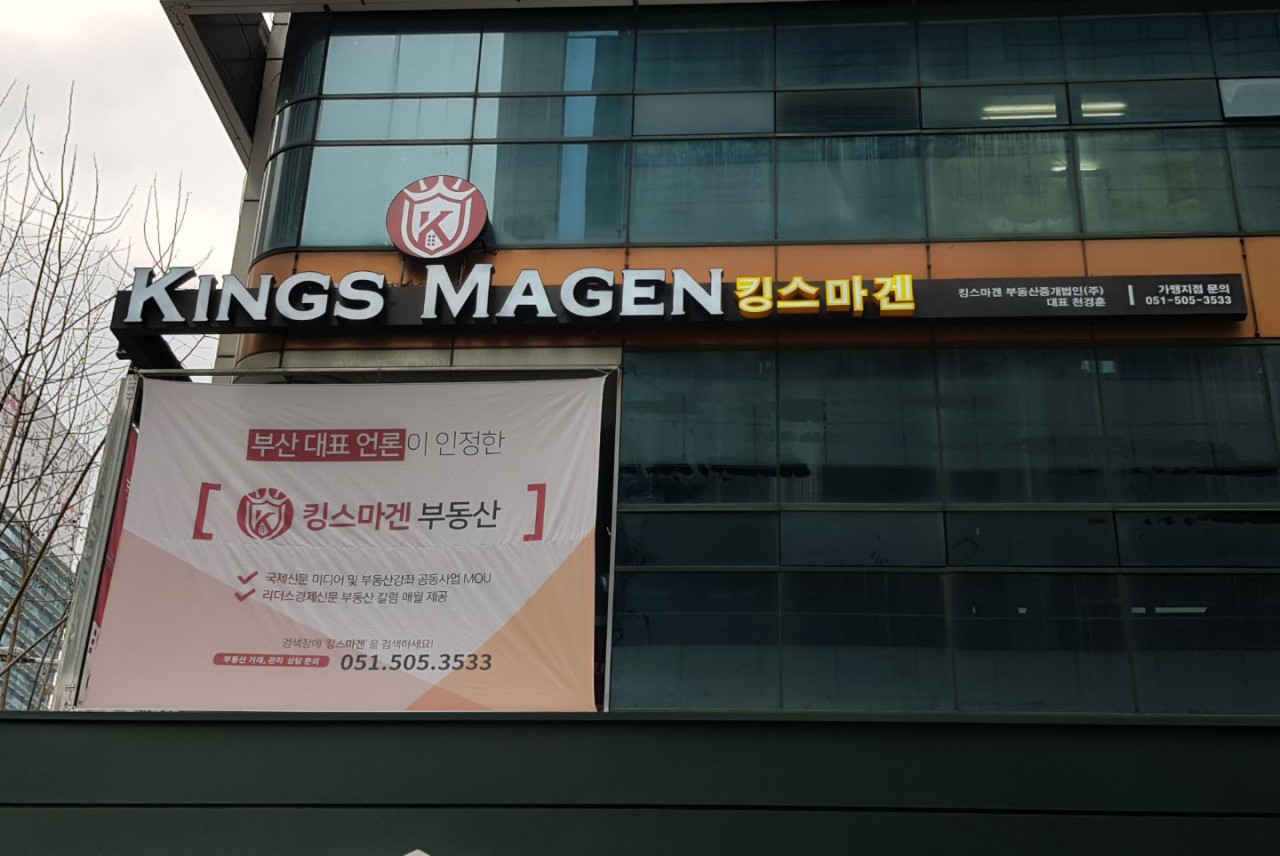 K
KINGS MAGEN 킹스마겐
킹스마겐 부동산중개법인(주)
대표 천경훈
가맹지점 문의
051-505-3533
부산 대표 언론이 인정한
[ K 킹스마겐 부동산 ]
국제신문 미디어 및 부동산강좌 공동사업 MOU
리더스경제신문 부동산 칼럼 매월 제공
검색창에 '킹스마겐' 을 검색하세요!
부동산 거래, 관리 상담 문의 051.505.3533